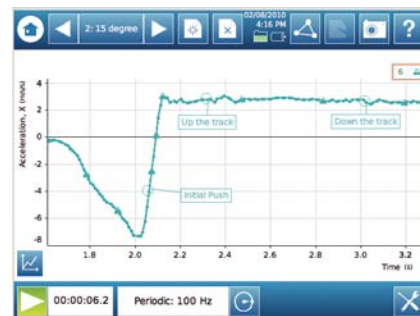 2: 15 degree
02/08/2010
4:16 PM
?
6
4
2
0
-2
-4
-6
-8
Acceleration, X (m/s/s)
Up the track
Down the track
Initial Push
1.8
2.0
2.2
2.4
2.6
2.8
3.0
3.2
Time (s)
00:00:06.2
Periodic: 100 Hz